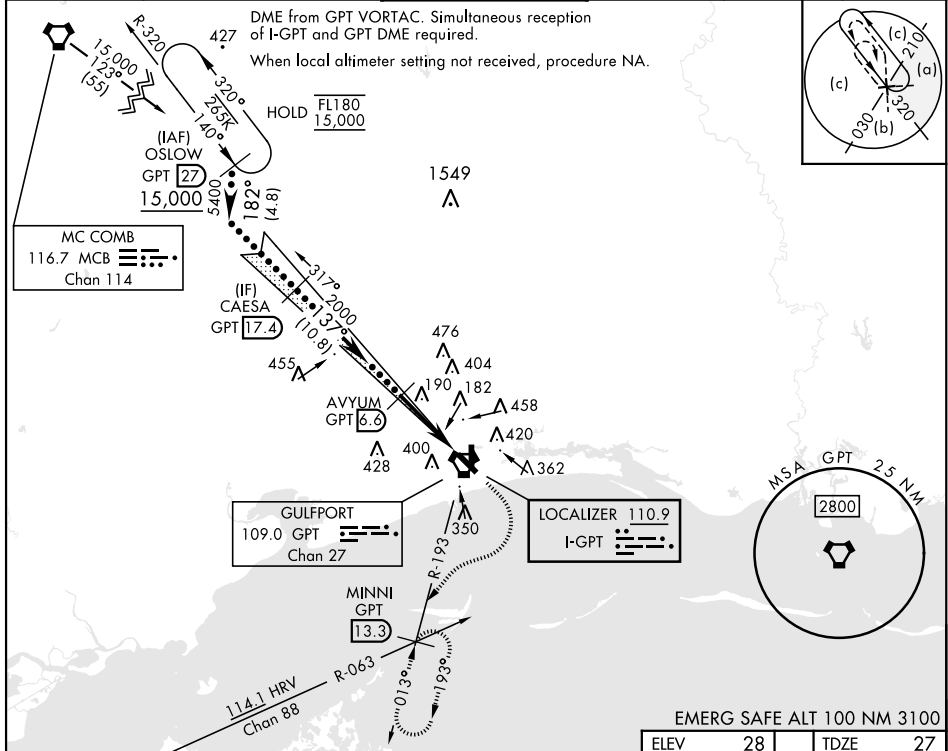 DME from GPT VORTAC. Simultaneous reception
of I-GPT and GPT DME required.
When local altimeter setting not received, procedure NA.
R-320
427
15,000
123°
(55)
320°
265K
140°
HOLD
FL180
15,000
(IAF)
OSLOW
GPT 27
15,000
5400
182°
(4.8)
(c)
210
(a)
(c)
320
(b)
030
1549
MC COMB
116.7 MCB
Chan 114
317°
2000
(IF)
CAESA
GPT 17.4
137°
(10.8)
476
404
455
190
182
458
AVYUM
GPT 6.6
420
428
400
362
MSA GPT 25 NM
2800
GULFPORT
109.0 GPT
Chan 27
350
LOCALIZER 110.9
I-GPT
R-193
MINNI
GPT
13.3
R-063
013°
193°
114.1 HRV
Chan 88
EMERG SAFE ALT 100 NM 3100
ELEV 28 TDZE 27